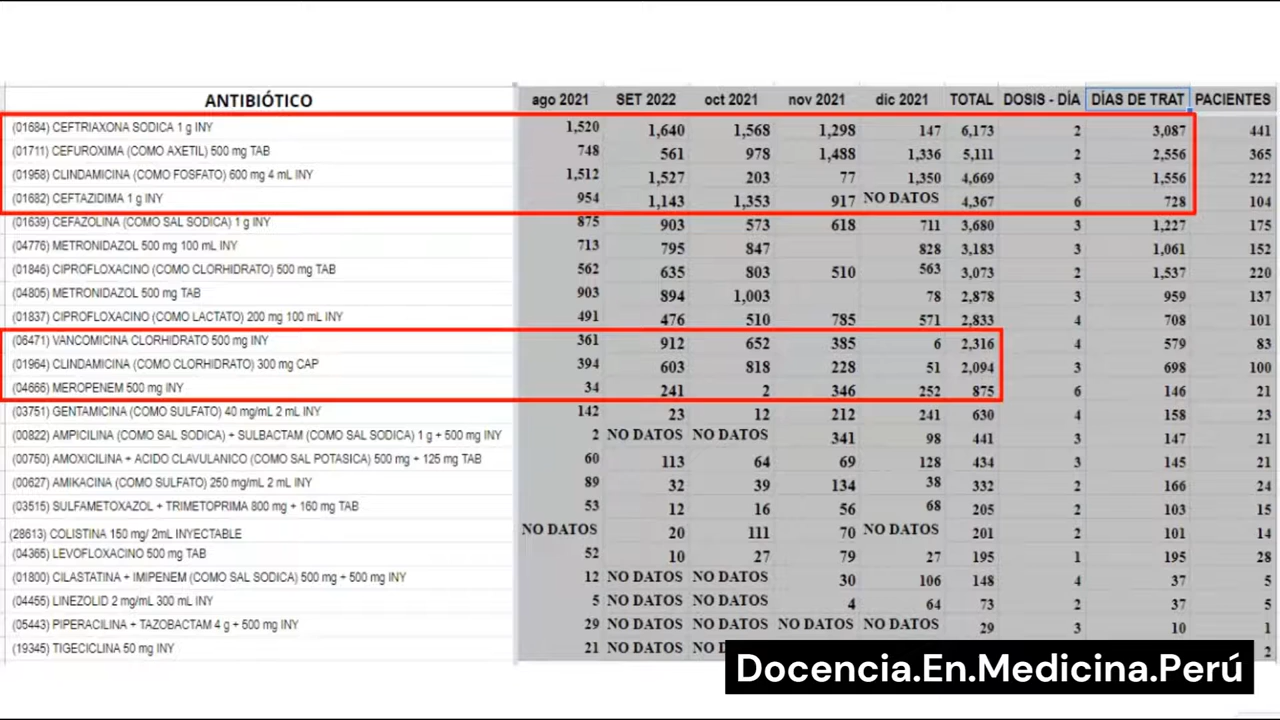 ANTIBIÓTICO ago 2021 SET 2022 oct 2021 nov 2021 dic 2021 TOTAL DOSIS - DÍA DÍAS DE TRAT PACIENTES
(01684) CEFTRIAXONA SODICA 1 g INY 1,520 1,640 1,568 1,298 147 6,173 2 3,087 441
(01711) CEFUROXIMA (COMO AXETIL) 500 mg TAB 748 561 978 1,488 1,336 5,111 2 2,556 365
(01958) CLINDAMICINA (COMO FOSFATO) 600 mg 4 mL INY 1,512 1,527 203 77 1,350 4,669 3 1,556 222
(01682) CEFTAZIDIMA 1 g INY 954 1,143 1,353 917 NO DATOS 4,367 6 728 104
(01639) CEFAZOLINA (COMO SAL SODICA) 1 g INY 875 903 573 618 711 3,680 3 1,227 175
(04776) METRONIDAZOL 500 mg 100 mL INY 713 795 847 828 3,183 3 1,061 152
(01846) CIPROFLOXACINO (COMO CLORHIDRATO) 500 mg TAB 562 635 803 510 563 3,073 2 1,537 220
(04805) METRONIDAZOL 500 mg TAB 903 894 1,003 78 2,878 3 959 137
(01837) CIPROFLOXACINO (COMO LACTATO) 200 mg 100 mL INY 491 476 510 785 571 2,833 4 708 101
(06471) VANCOMICINA CLORHIDRATO 500 mg INY 361 912 652 385 6 2,316 4 579 83
(01964) CLINDAMICINA (COMO CLORHIDRATO) 300 mg CAP 394 603 818 228 51 2,094 3 698 100
(04666) MEROPENEM 500 mg INY 34 241 2 346 252 875 6 146 21
(03751) GENTAMICINA (COMO SULFATO) 40 mg/mL 2 mL INY 142 23 12 212 241 630 4 158 23
(00822) AMPICILINA (COMO SAL SODICA) + SULBACTAM (COMO SAL SODICA) 1 g + 500 mg INY 2 NO DATOS NO DATOS 341 98 441 3 147 21
(00750) AMOXICILINA + ACIDO CLAVULANICO (COMO SAL POTASICA) 500 mg + 125 mg TAB 60 113 64 69 128 434 3 145 21
(00627) AMIKACINA (COMO SULFATO) 250 mg/mL 2 mL INY 89 32 39 134 38 332 2 166 24
(03515) SULFAMETOXAZOL + TRIMETOPRIMA 800 mg + 160 mg TAB 53 12 16 56 68 205 2 103 15
(28613) COLISTINA 150 mg/ 2mL INYECTABLE NO DATOS 20 111 70 NO DATOS 201 2 101 14
(04365) LEVOFLOXACINO 500 mg TAB 52 10 27 79 27 195 1 195 28
(01800) CILASTATINA + IMIPENEM (COMO SAL SODICA) 500 mg + 500 mg INY 12 NO DATOS NO DATOS 30 106 148 4 37 5
(04455) LINEZOLID 2 mg/mL 300 mL INY 5 NO DATOS NO DATOS 4 64 73 2 37 5
(05443) PIPERACILINA + TAZOBACTAM 4 g + 500 mg INY 29 NO DATOS NO DATOS NO DATOS NO DATOS 29 3 10 1
(19345) TIGECICLINA 50 mg INY 21 NO DATOS NO 2
Docencia.En.Medicina.Perú